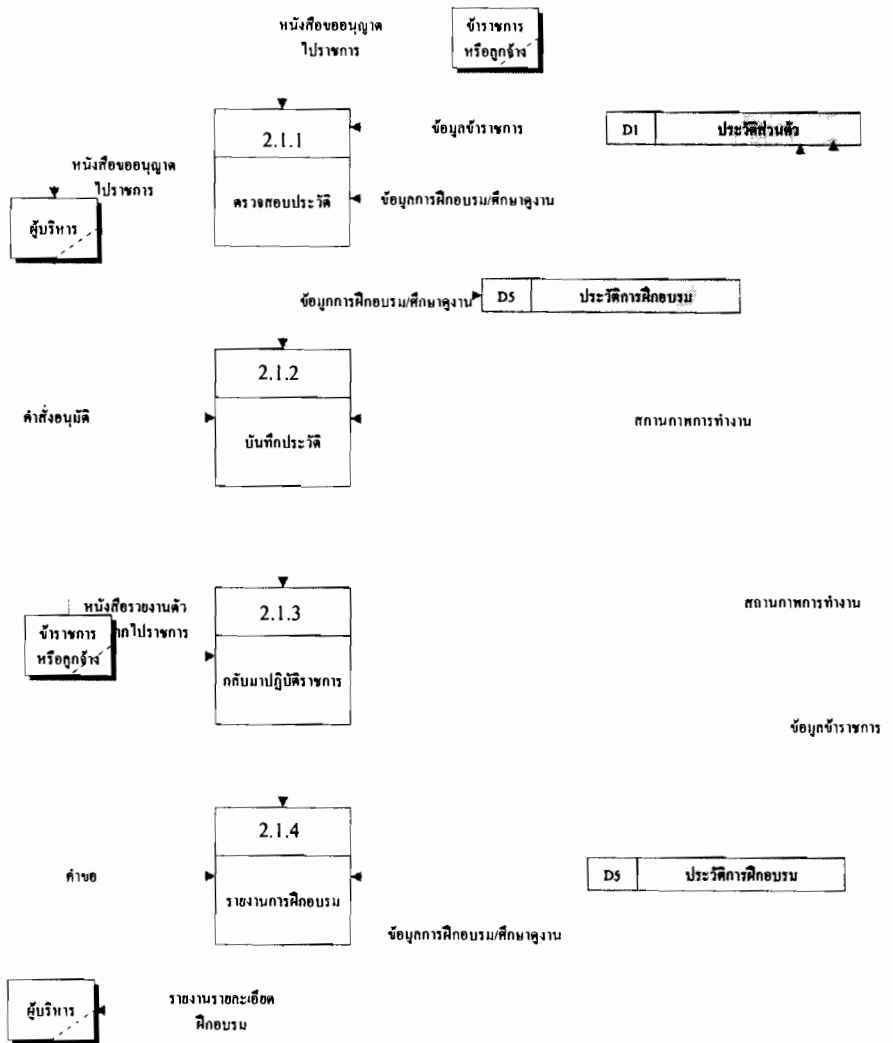 หนังสือขออนุญาต
ไปราชการ
ข้าราชการ
หรือลูกจ้าง
2.1.1
ตรวจสอบประวัติ
ข้อมูลข้าราชการ
D1
ประวัติส่วนตัว
หนังสือขออนุญาต
ไปราชการ
ผู้บริหาร
ข้อมูลการฝึกอบรม/ศึกษาดูงาน
ข้อมูลการฝึกอบรม/ศึกษาดูงาน
D5
ประวัติการฝึกอบรม
2.1.2
บันทึกประวัติ
คำสั่งอนุมัติ
สถานภาพการทำงาน
หนังสือรายงานตัว
ากไปราชการ
ข้าราชการ
หรือลูกจ้าง
2.1.3
กลับมาปฏิบัติราชการ
สถานภาพการทำงาน
ข้อมูลข้าราชการ
2.1.4
รายงานการฝึกอบรม
คำขอ
D5
ประวัติการฝึกอบรม
ข้อมูลการฝึกอบรม/ศึกษาดูงาน
ผู้บริหาร
รายงานรายละเอียด
ฝึกอบรม